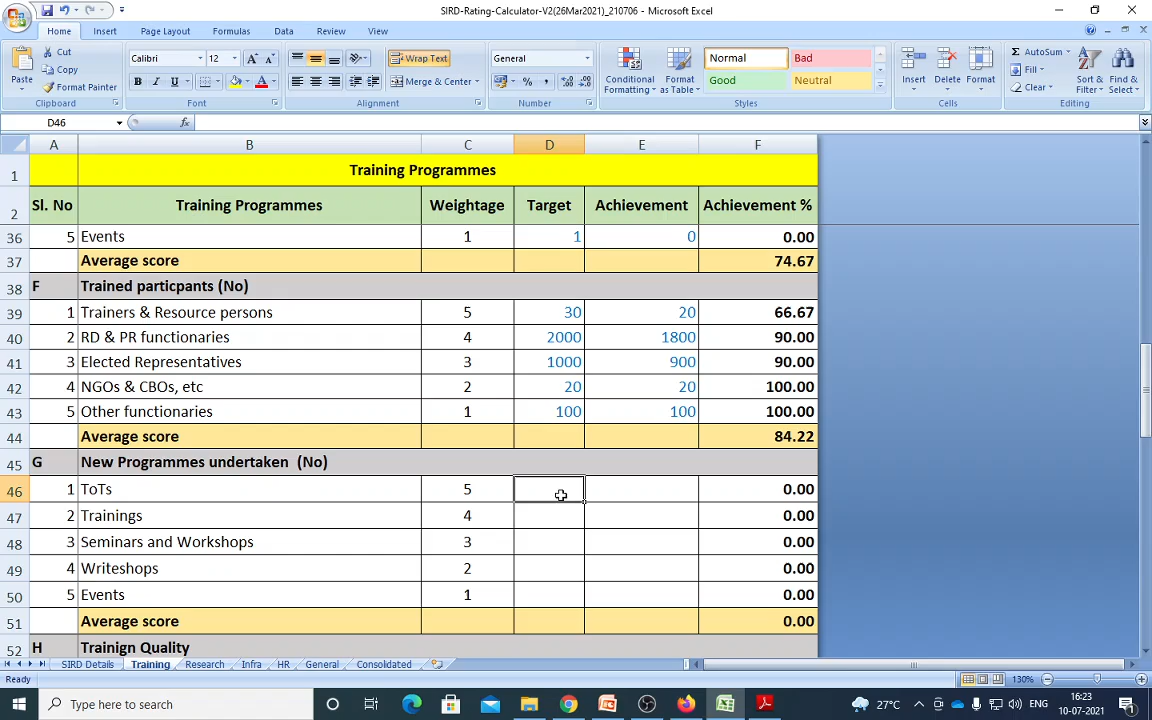 SIRD-Rating-Calculator-V2(26Mar2021)_210706 - Microsoft Excel
Home Insert Page Layout Formulas Data Review View
Paste Cut Copy Format Painter Clipboard
Calibri 12 B I U A A A Font
Wrap Text Merge & Center Alignment
General % , Number
Conditional Formatting Format as Table Normal Bad Good Neutral Styles
Insert Delete Format Cells
AutoSum Fill Clear Sort & Filter Find & Select Editing
D46 fx
A B C D E F
1 Training Programmes
2 Sl. No Training Programmes Weightage Target Achievement Achievement %
36 5 Events 1 1 0 0.00
37 Average score 74.67
38 F Trained particpants (No)
39 1 Trainers & Resource persons 5 30 20 66.67
40 2 RD & PR functionaries 4 2000 1800 90.00
41 3 Elected Representatives 3 1000 900 90.00
42 4 NGOs & CBOs, etc 2 20 20 100.00
43 5 Other functionaries 1 100 100 100.00
44 Average score 84.22
45 G New Programmes undertaken (No)
46 1 ToTs 5 0.00
47 2 Trainings 4 0.00
48 3 Seminars and Workshops 3 0.00
49 4 Writeshops 2 0.00
50 5 Events 1 0.00
51 Average score 0.00
52 H Trainign Quality
SIRD Details Training Research Infra HR General Consolidated
Ready 130%
Type here to search 27°C ENG 16:23 10-07-2021